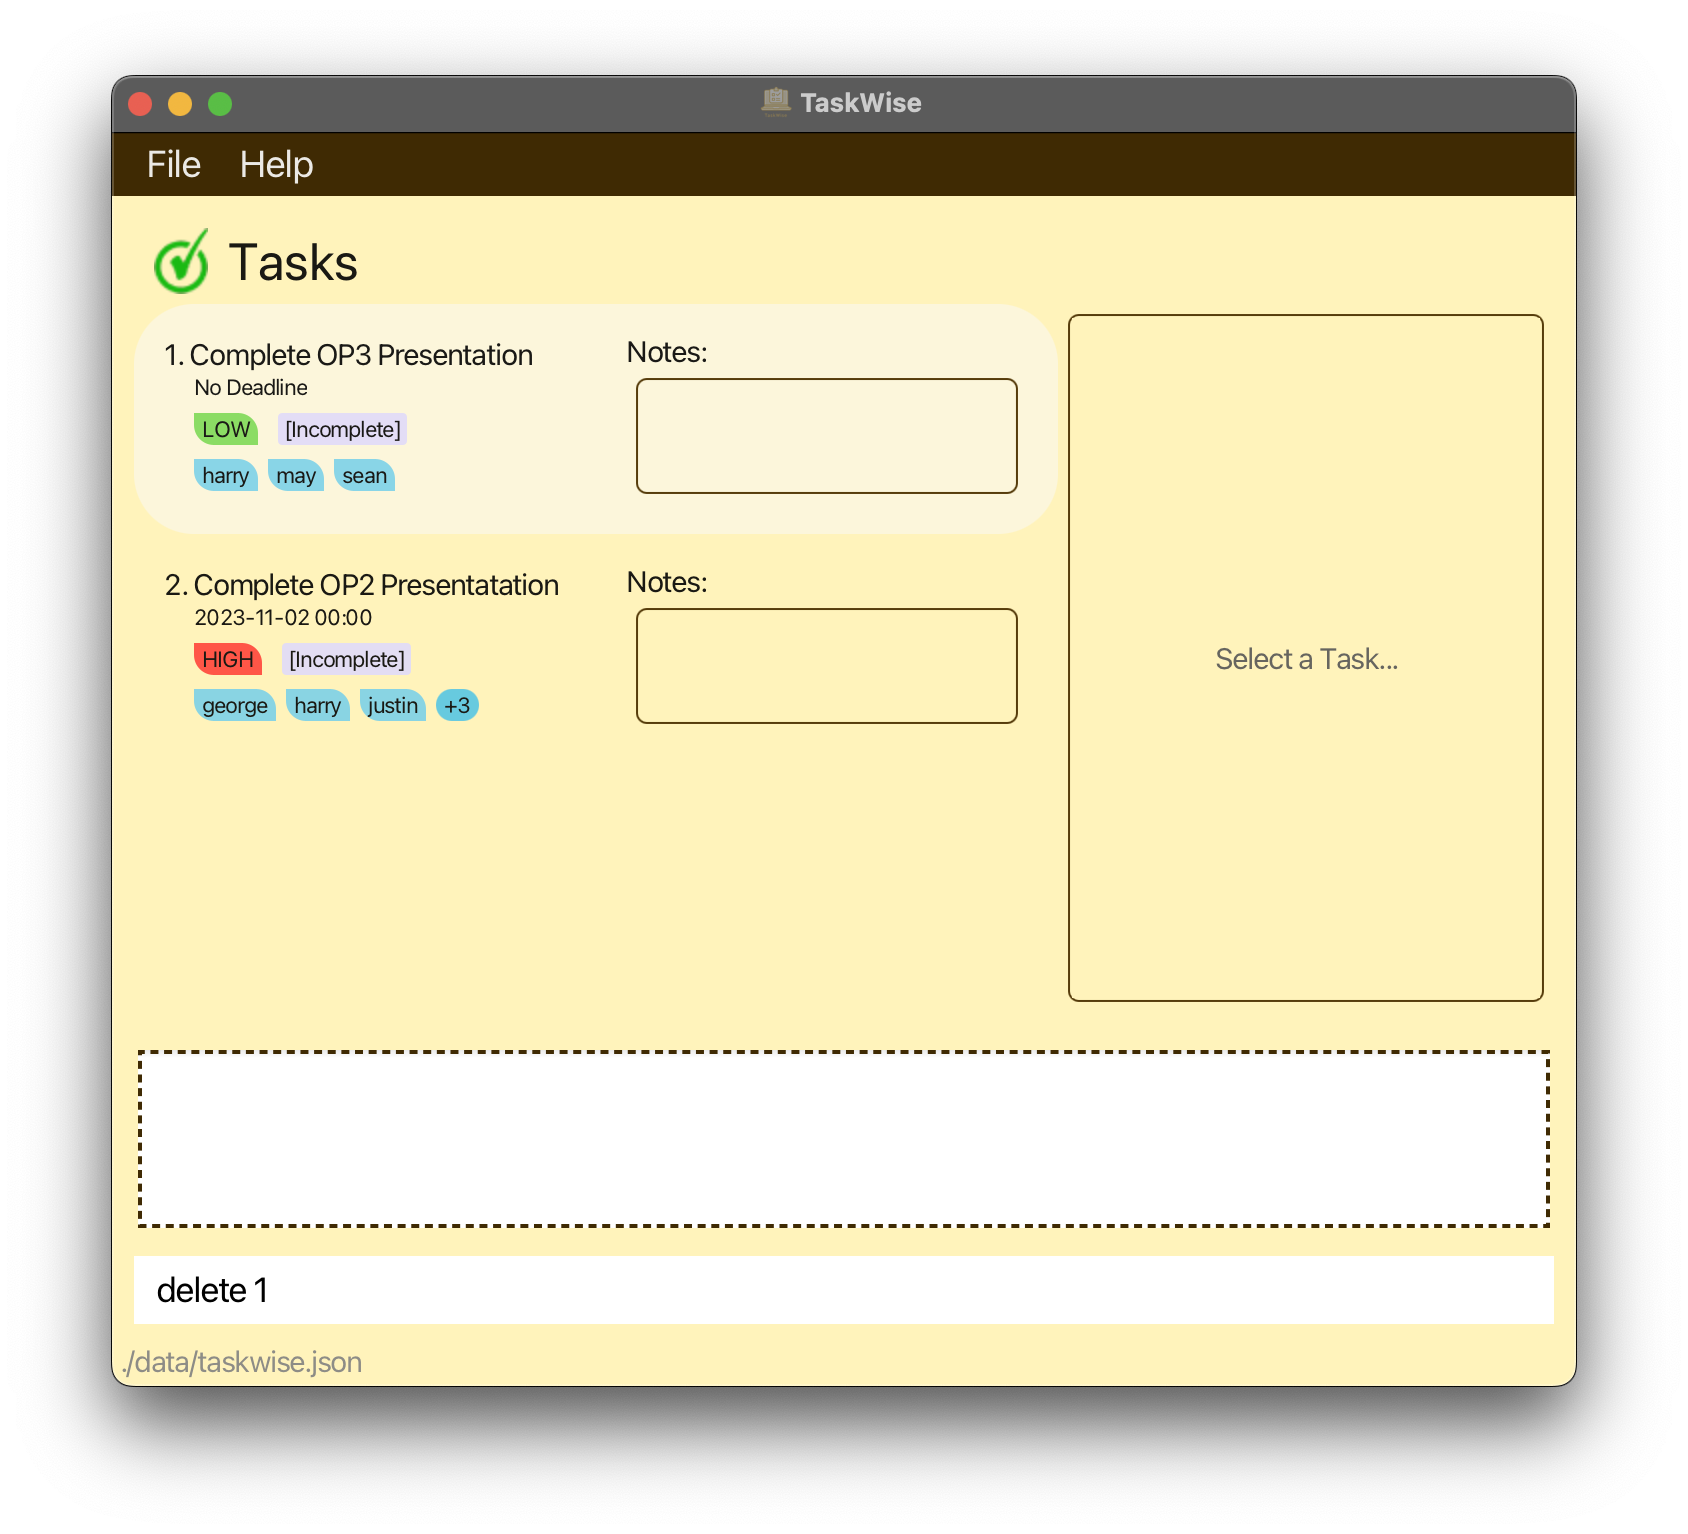 TaskWise
File Help
Tasks
1. Complete OP3 Presentation
No Deadline
LOW [Incomplete]
harry may sean
Notes:
2. Complete OP2 Presentatation
2023-11-02 00:00
HIGH [Incomplete]
george harry justin +3
Notes:
Select a Task...
delete 1
./data/taskwise.json